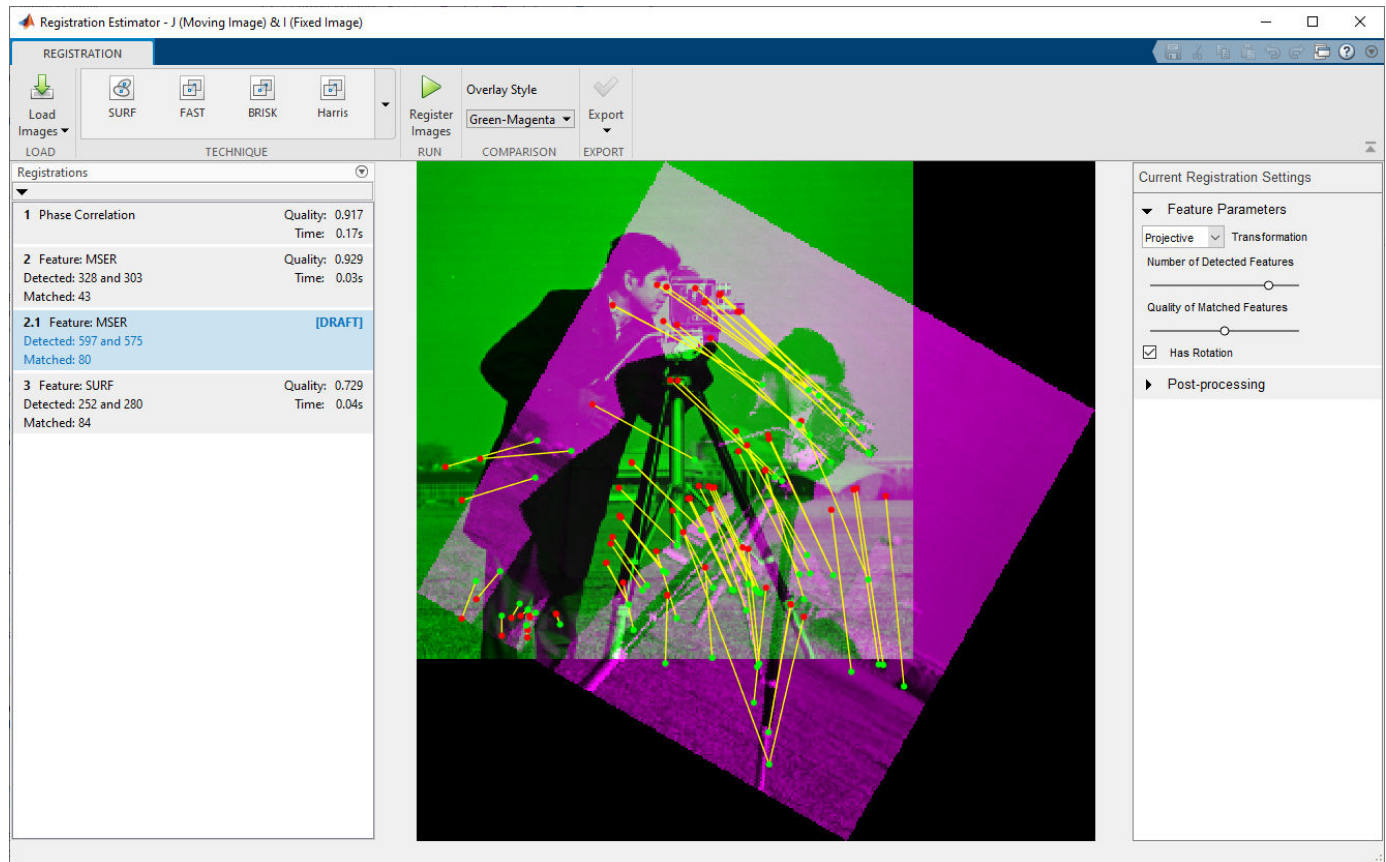 Registration Estimator - J (Moving Image) & I (Fixed Image)
REGISTRATION
Load Images
SURF
FAST
BRISK
Harris
Register Images
Overlay Style
Green-Magenta
Export
LOAD
TECHNIQUE
RUN
COMPARISON
EXPORT
Registrations
1 Phase Correlation Quality: 0.917
Time: 0.17s
2 Feature: MSER Quality: 0.929
Detected: 328 and 303 Time: 0.03s
Matched: 43
2.1 Feature: MSER [DRAFT]
Detected: 597 and 575
Matched: 80
3 Feature: SURF Quality: 0.729
Detected: 252 and 280 Time: 0.04s
Matched: 84
Current Registration Settings
Feature Parameters
Projective Transformation
Number of Detected Features
Quality of Matched Features
Has Rotation
Post-processing